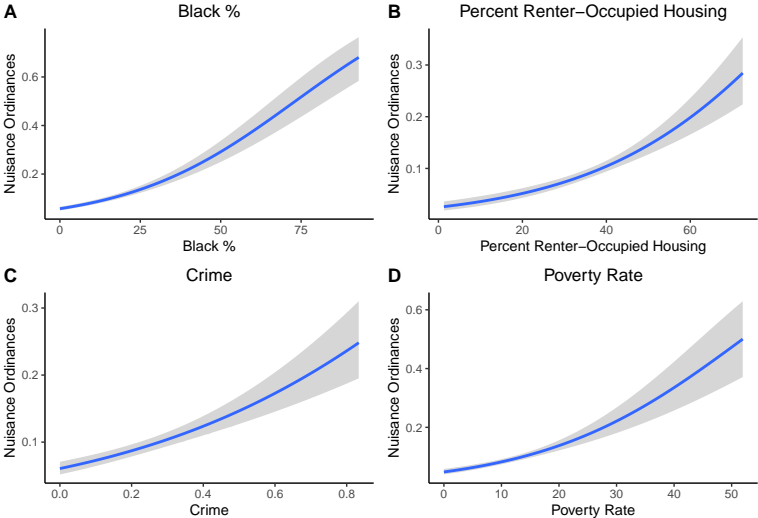 A
Black %
Nuisance Ordinances
0.6
0.4
0.2
0
25
50
75
Black %
B
Percent Renter−Occupied Housing
Nuisance Ordinances
0.3
0.2
0.1
0
20
40
60
Percent Renter−Occupied Housing
C
Crime
Nuisance Ordinances
0.3
0.2
0.1
0.0
0.2
0.4
0.6
0.8
Crime
D
Poverty Rate
Nuisance Ordinances
0.6
0.4
0.2
0
10
20
30
40
50
Poverty Rate